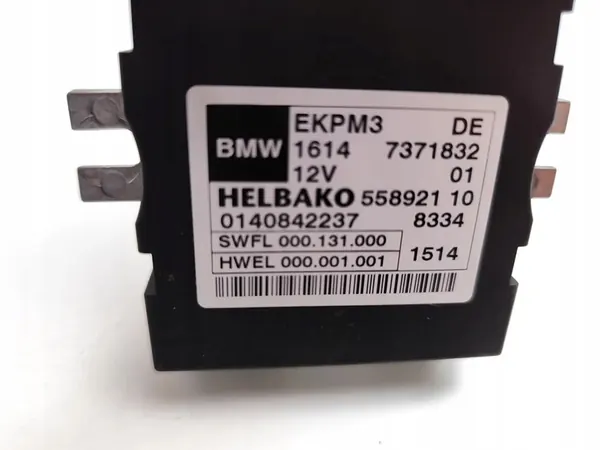 BMW
EKPM3 DE
1614 7371832
12V 01
HELBAKO 558921 10
0140842237 8334
SWFL 000.131.000
HWEL 000.001.001
1514